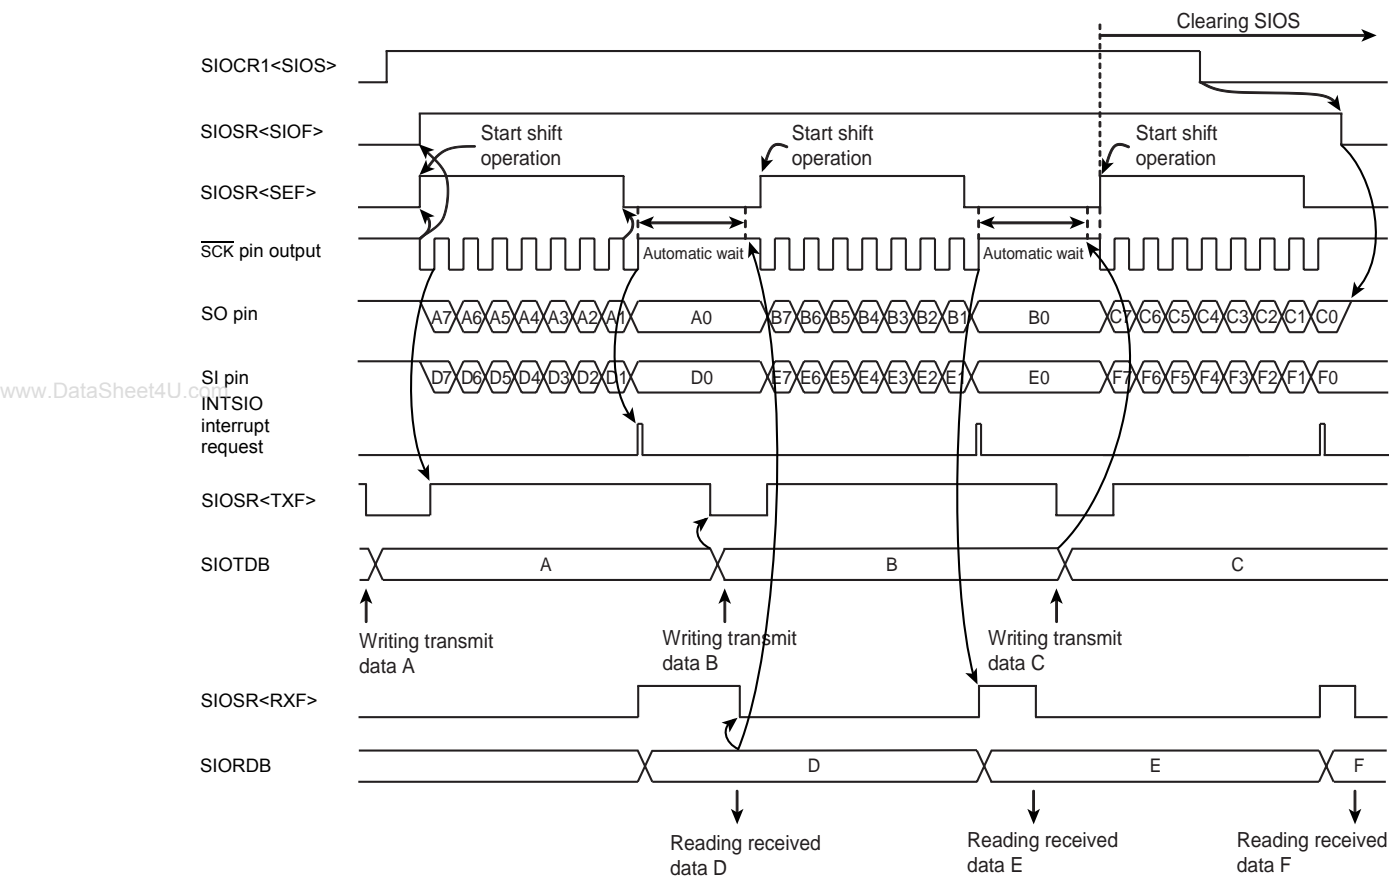 Clearing SIOS
SIOCR1<SIOS>
SIOSR<SIOF>
Start shift
operation
Start shift
operation
Start shift
operation
SIOSR<SEF>
SCK pin output
Automatic wait
Automatic wait
SO pin
A7 A6 A5 A4 A3 A2 A1 A0 B7 B6 B5 B4 B3 B2 B1 B0 C7 C6 C5 C4 C3 C2 C1 C0
SI pin
D7 D6 D5 D4 D3 D2 D1 D0 E7 E6 E5 E4 E3 E2 E1 E0 F7 F6 F5 F4 F3 F2 F1 F0
www.DataSheet4U.com
INTSIO
interrupt
request
SIOSR<TXF>
SIOTDB
A B C
Writing transmit
data A
Writing transmit
data B
Writing transmit
data C
SIOSR<RXF>
SIORDB
D E F
Reading received
data D
Reading received
data E
Reading received
data F